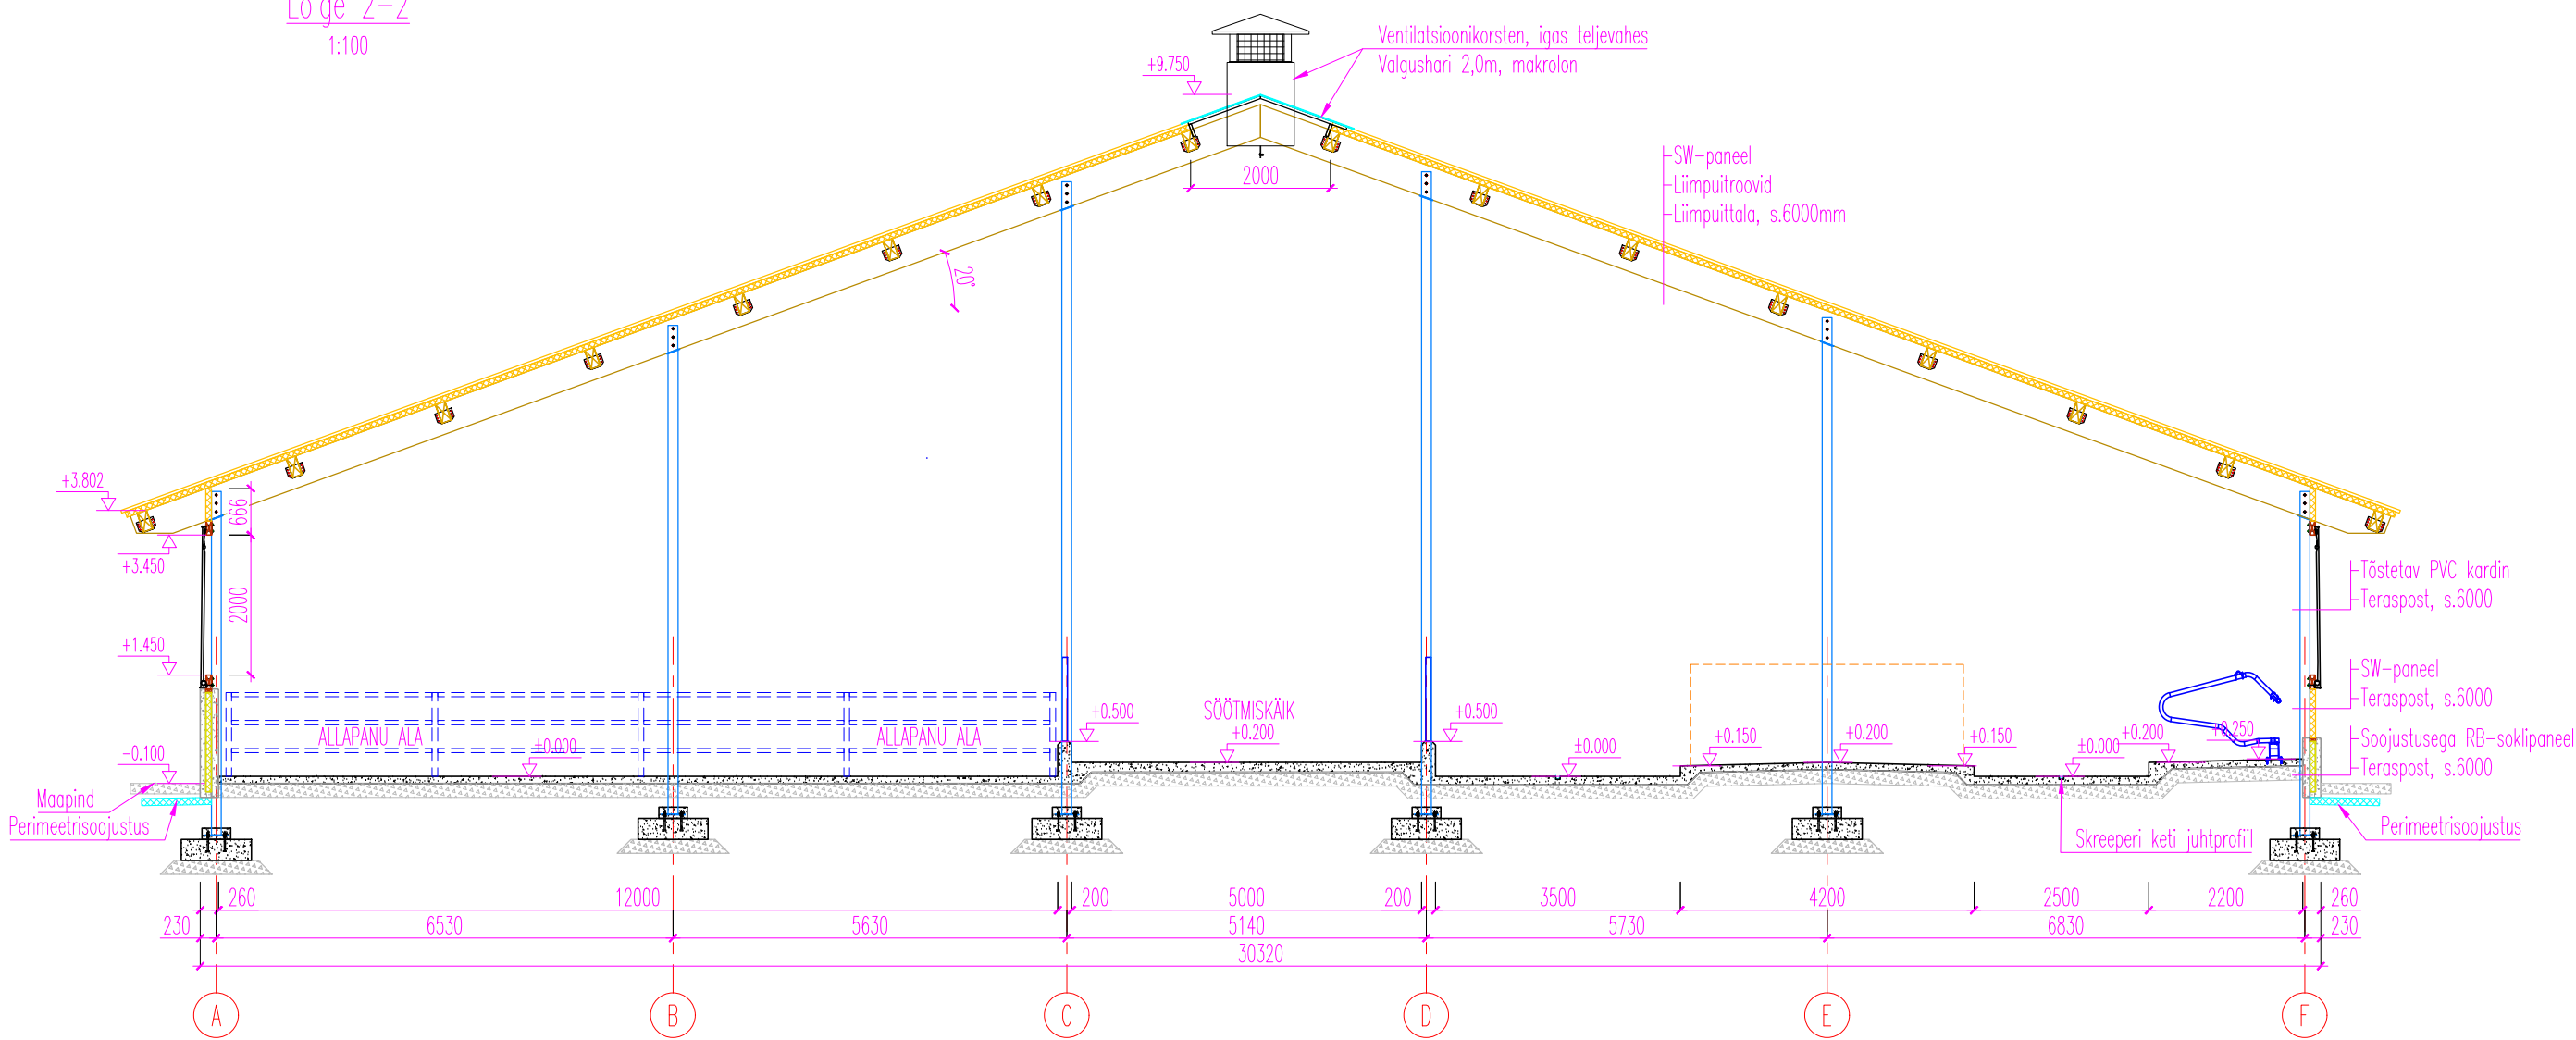 Lõige 2-2
1:100
Ventilatsioonikorsten, igas teljevahes
Valgushari 2,0m, makrolon
+9.750
2000
SW-paneel
Liimpuitroovid
Liimpuittala, s.6000mm
20°
+3.802
666
+3.450
2000
+1.450
-0.100
Maapind
Perimeetrisoojustus
ALLAPANU ALA
±0.000
ALLAPANU ALA
+0.500
SÖÖTMISKÄIK
+0.200
+0.500
±0.000
+0.150
+0.200
+0.150
±0.000
+0.200
+0.250
Tõstetav PVC kardin
Teraspost, s.6000
SW-paneel
Teraspost, s.6000
Soojustusega RB-soklipaneel
Teraspost, s.6000
Perimeetrisoojustus
Skreeperi keti juhtprofiil
260 12000 200 5000 200 3500 4200 2500 2200 260
230 6530 5630 5140 5730 6830 230
30320
A B C D E F